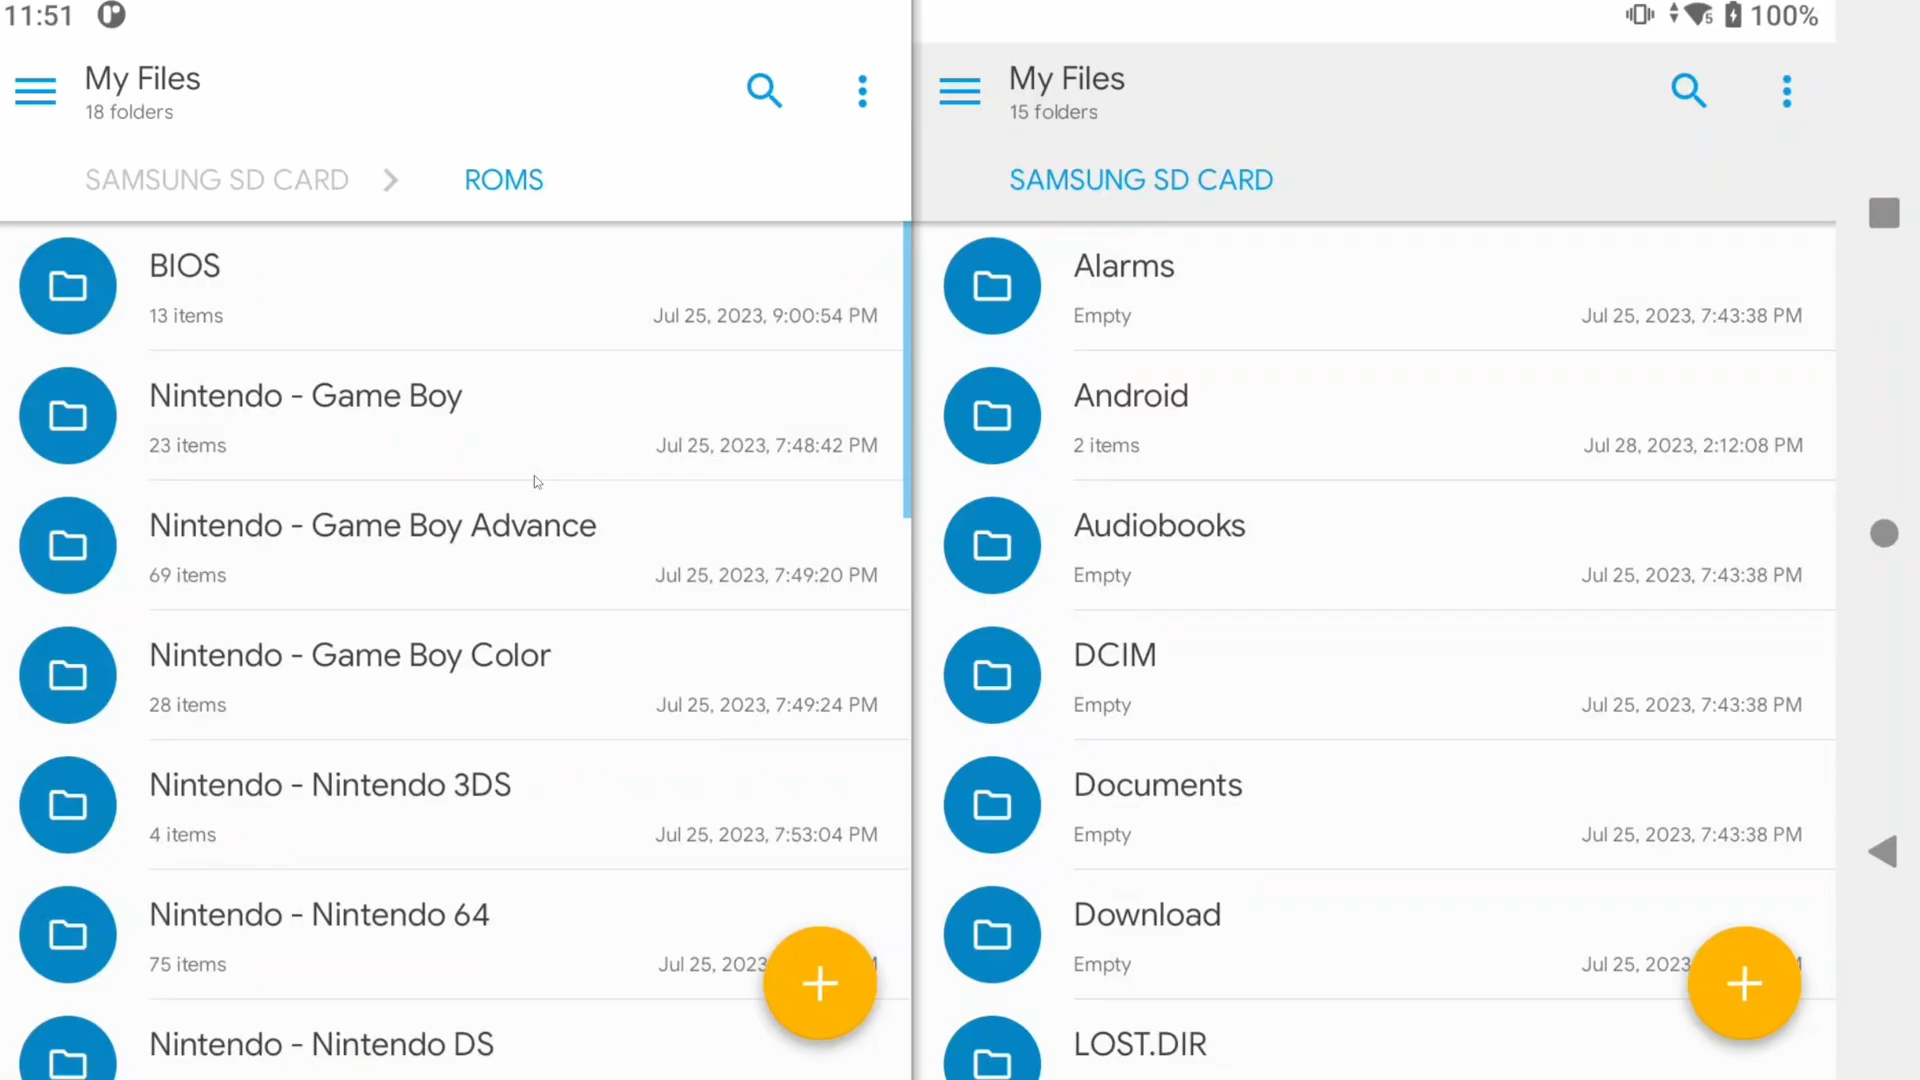 11:51
100%
My Files
18 folders
SAMSUNG SD CARD
ROMS
BIOS
13 items
Jul 25, 2023, 9:00:54 PM
Nintendo - Game Boy
23 items
Jul 25, 2023, 7:48:42 PM
Nintendo - Game Boy Advance
69 items
Jul 25, 2023, 7:49:20 PM
Nintendo - Game Boy Color
28 items
Jul 25, 2023, 7:49:24 PM
Nintendo - Nintendo 3DS
4 items
Jul 25, 2023, 7:53:04 PM
Nintendo - Nintendo 64
75 items
Jul 25, 2023
Nintendo - Nintendo DS
My Files
15 folders
SAMSUNG SD CARD
Alarms
Empty
Jul 25, 2023, 7:43:38 PM
Android
2 items
Jul 28, 2023, 2:12:08 PM
Audiobooks
Empty
Jul 25, 2023, 7:43:38 PM
DCIM
Empty
Jul 25, 2023, 7:43:38 PM
Documents
Empty
Jul 25, 2023, 7:43:38 PM
Download
Empty
Jul 25, 2023
LOST.DIR